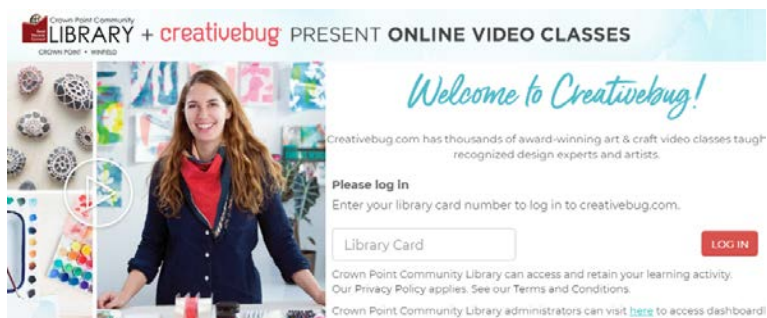 Crown Point Community
LIBRARY + creativebug PRESENT ONLINE VIDEO CLASSES
CROWN POINT • WINFIELD
Welcome to Creativebug!
Creativebug.com has thousands of award-winning art & craft video classes taugh
recognized design experts and artists.
Please log in
Enter your library card number to log in to creativebug.com.
Library Card
LOG IN
Crown Point Community Library can access and retain your learning activity.
Our Privacy Policy applies. See our Terms and Conditions.
Crown Point Community Library administrators can visit here to access dashboard